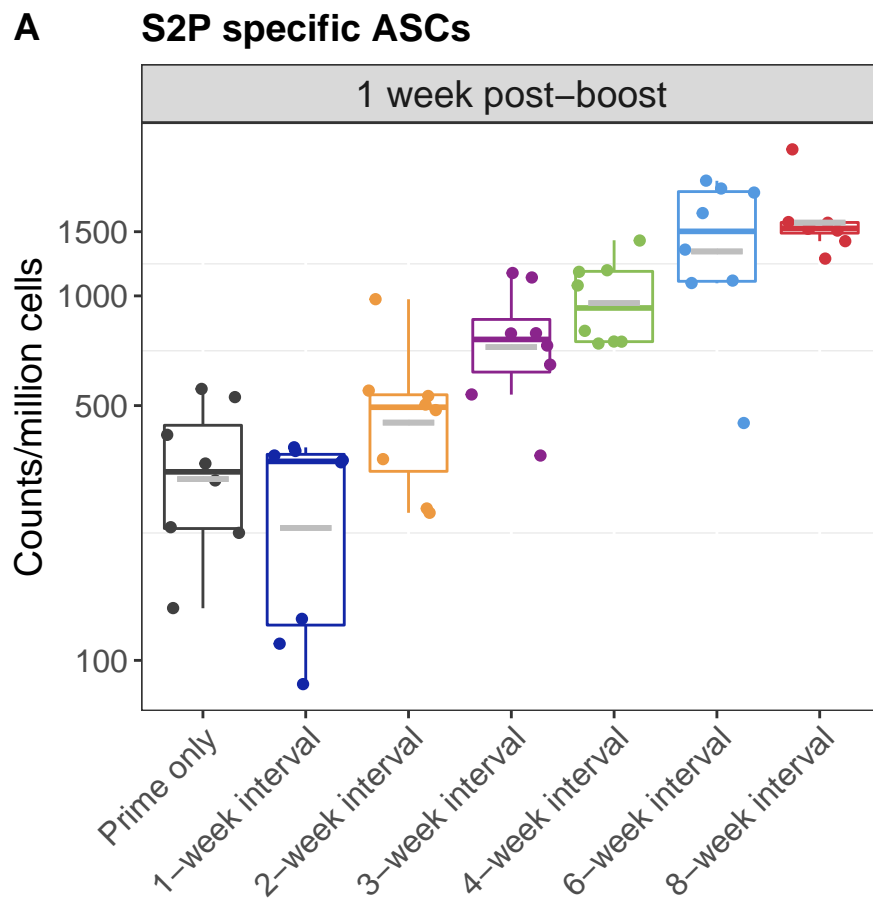 A S2P specific ASCs
1 week post−boost
Counts/million cells
1500
1000
500
100
Prime only
1−week interval
2−week interval
3−week interval
4−week interval
6−week interval
8−week interval